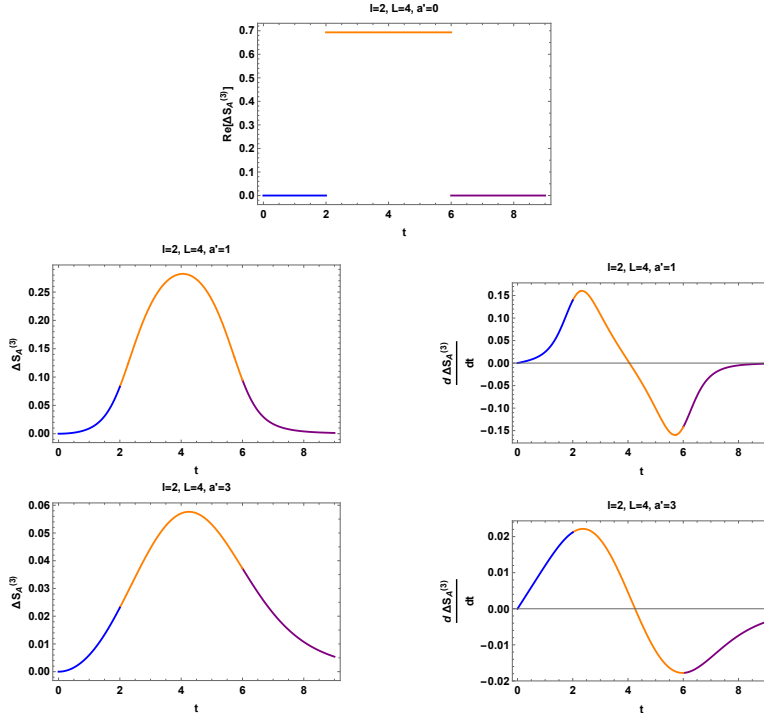 l=2, L=4, a'=0
Re[ΔS_A^(3)]
0.7
0.6
0.5
0.4
0.3
0.2
0.1
0.0
0 2 4 6 8
t
l=2, L=4, a'=1
ΔS_A^(3)
0.25
0.20
0.15
0.10
0.05
0.00
0 2 4 6 8
t
l=2, L=4, a'=1
d ΔS_A^(3)
dt
0.15
0.10
0.05
0.00
−0.05
−0.10
−0.15
0 2 4 6 8
t
l=2, L=4, a'=3
ΔS_A^(3)
0.06
0.05
0.04
0.03
0.02
0.01
0.00
0 2 4 6 8
t
l=2, L=4, a'=3
d ΔS_A^(3)
dt
0.02
0.01
0.00
−0.01
−0.02
0 2 4 6 8
t